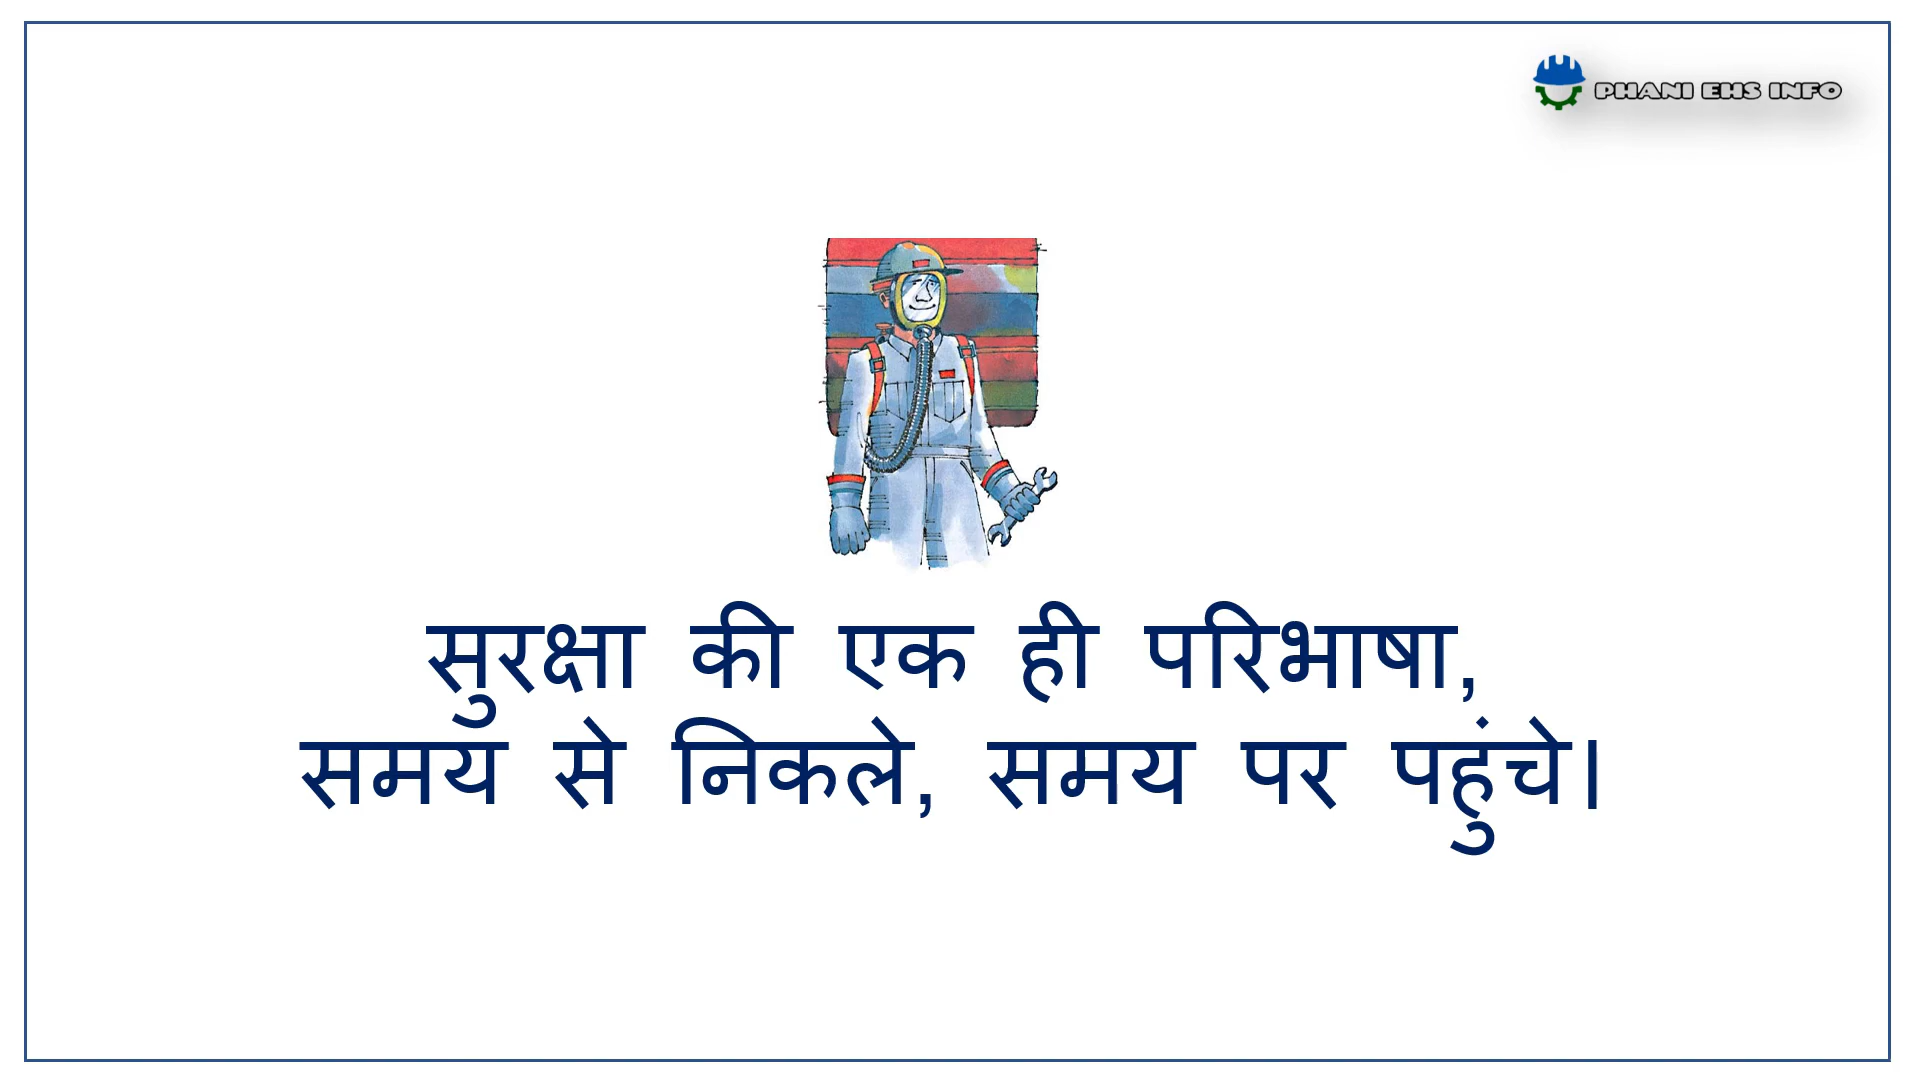 PHANI EHS INFO
सुरक्षा की एक ही परिभाषा,
समय से निकले, समय पर पहुंचे।